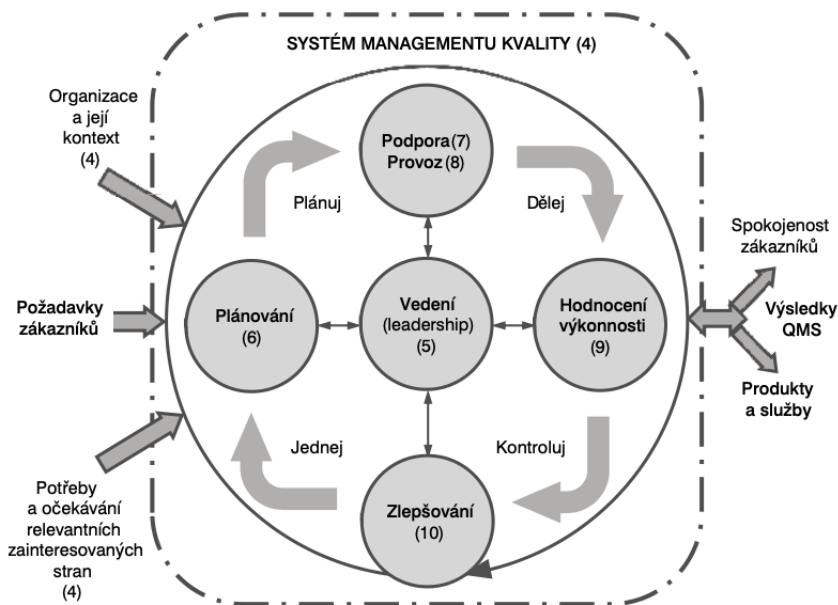 SYSTÉM MANAGEMENTU KVALITY (4)
Organizace
a její
kontext
(4)
Podpora(7)
Provoz (8)
Plánuj
Dělej
Spokojenost
zákazníků
Požadavky
zákazníků
Plánování
(6)
Vedení
(leadership)
(5)
Hodnocení
výkonnosti
(9)
Výsledky
QMS
Produkty
a služby
Jednej
Kontroluj
Potřeby
a očekávání
relevantních
zainteresovaných
stran
(4)
Zlepšování
(10)